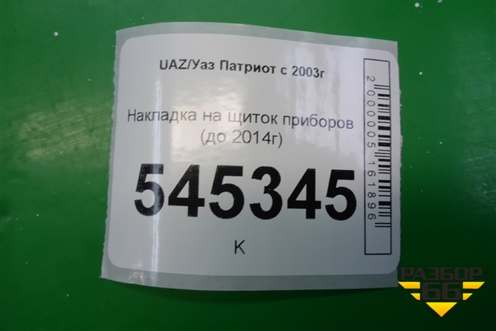 UAZ/Уаз Патриот с 2003г
Накладка на щиток приборов
(до 2014г)
545345
К
2000005161896
РАЗБОР
66